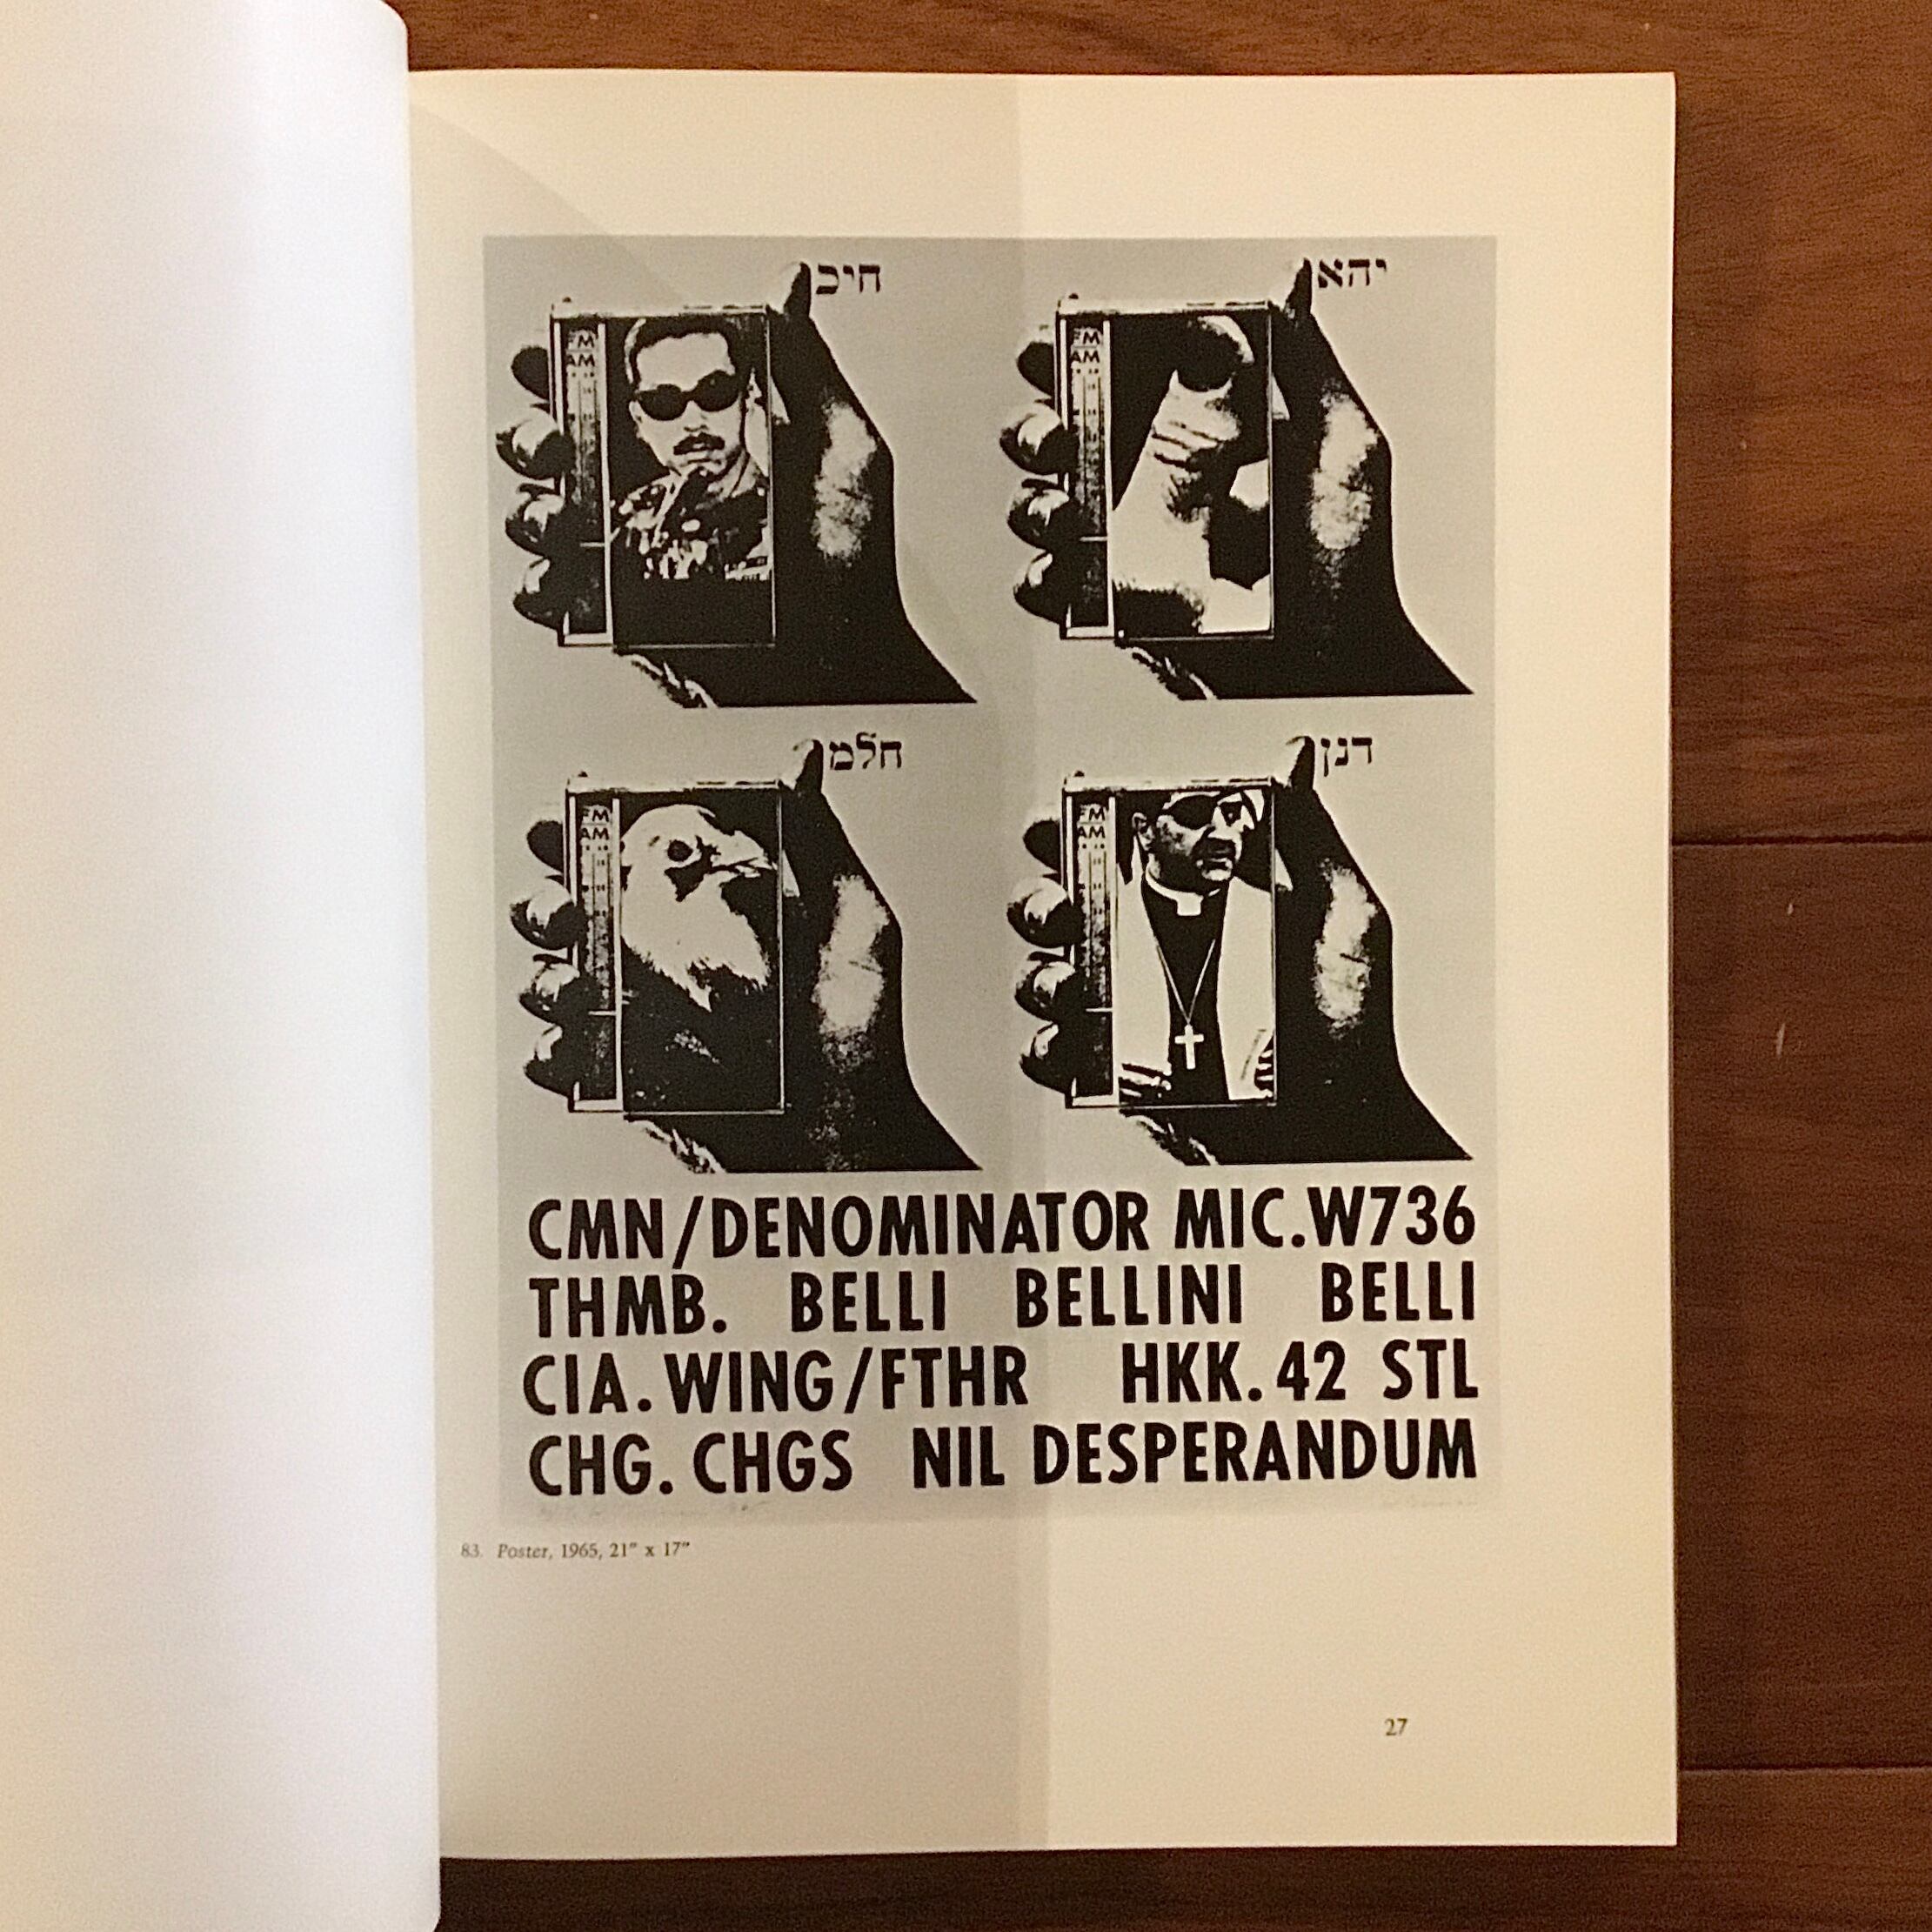 חיכ
יהא
FM
AM
FM
AM
חלמ
דנן
FM
AM
FM
AM
CMN/DENOMINATOR MIC.W736
THMB. BELLI BELLINI BELLI
CIA. WING/FTHR HKK. 42 STL
CHG. CHGS NIL DESPERANDUM
83. Poster, 1965, 21" x 17"
27